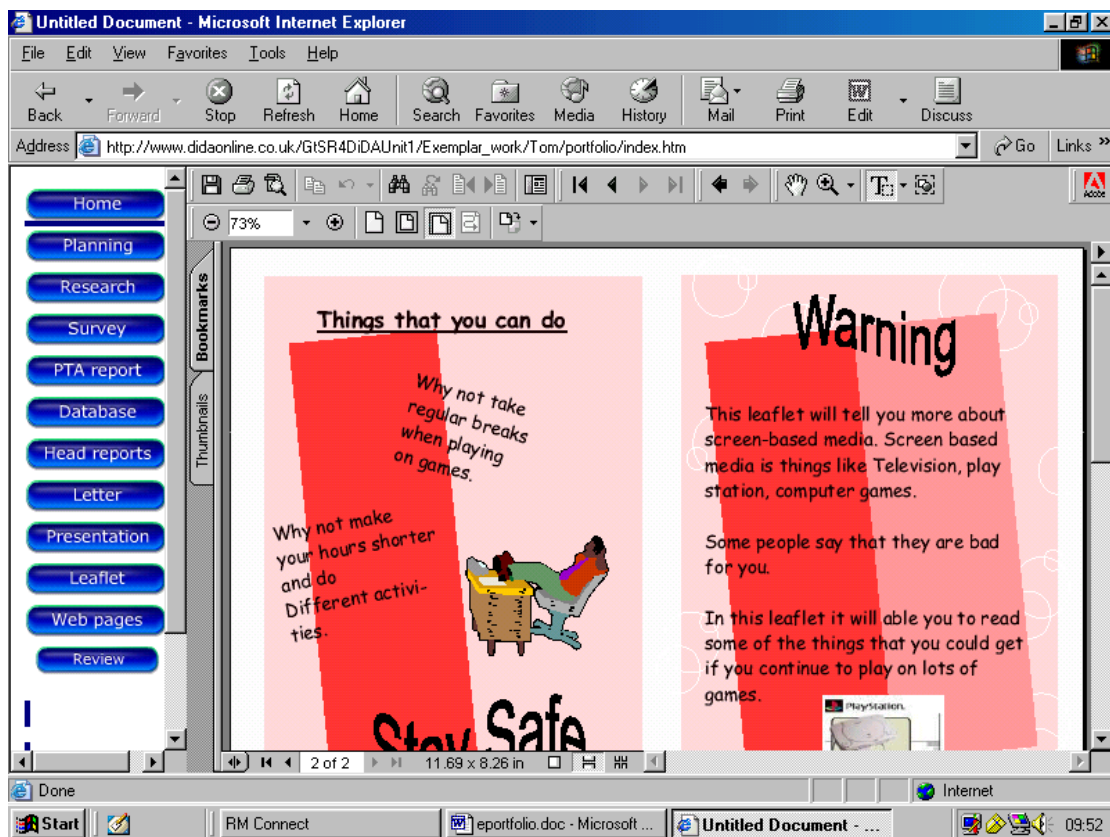 Untitled Document - Microsoft Internet Explorer
File Edit View Favorites Tools Help
Back Forward Stop Refresh Home Search Favorites Media History Mail Print Edit Discuss
Address http://www.didaonline.co.uk/GtSR4DiDAUnit1/Exemplar_work/Tom/portfolio/index.htm Go Links »
Home
Planning
Research
Survey
PTA report
Database
Head reports
Letter
Presentation
Leaflet
Web pages
Review
Adobe
73%
Bookmarks
Thumbnails
Things that you can do
Why not take
regular breaks
when playing
on games.
Why not make
your hours shorter
and do
Different activi-
ties.
Stay Safe
Warning
This leaflet will tell you more about
screen-based media. Screen based
media is things like Television, play
station, computer games.
Some people say that they are bad
for you.
In this leaflet it will able you to read
some of the things that you could get
if you continue to play on lots of
games.
PlayStation.
2 of 2 11.69 x 8.26 in
Done Internet
Start RM Connect eportfolio.doc - Microsoft ... Untitled Document - ... 09:52